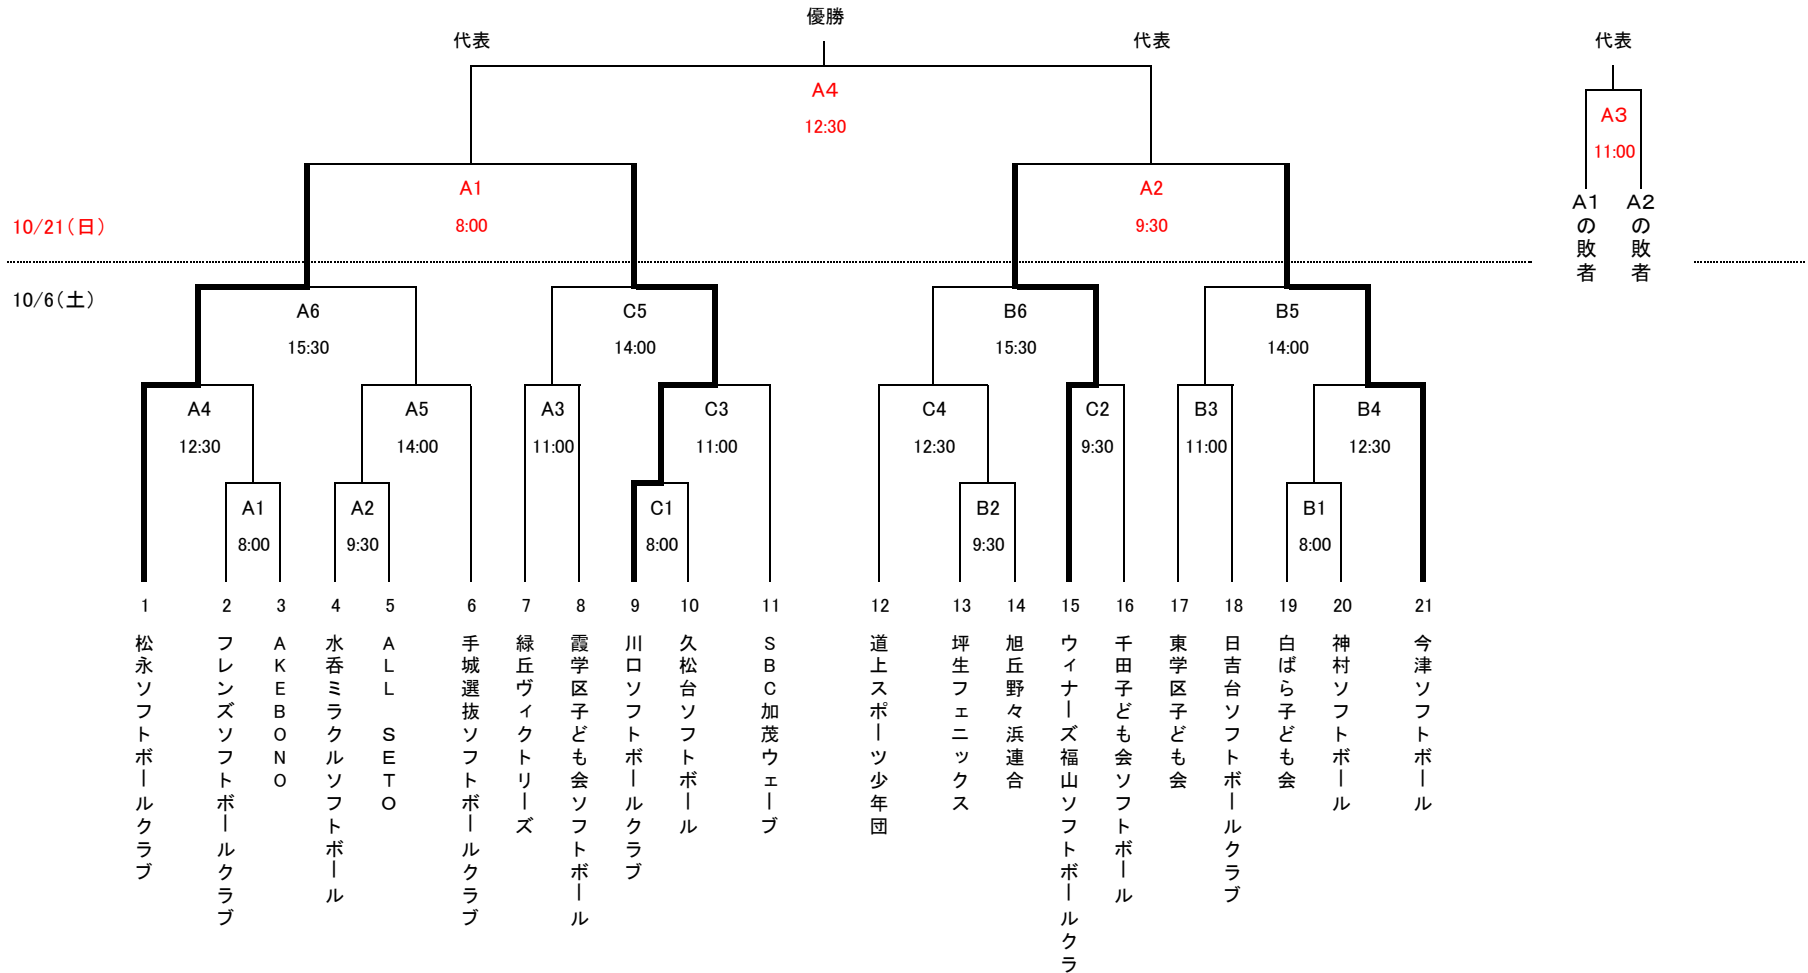 優勝
代表
代表
代表
A4
12:30
A3
11:00
A1
8:00
A2
9:30
A1の敗者
A2の敗者
10/21(日)
10/6(土)
A6
15:30
C5
14:00
B6
15:30
B5
14:00
A4
12:30
A5
14:00
A3
11:00
C3
11:00
C4
12:30
C2
9:30
B3
11:00
B4
12:30
A1
8:00
A2
9:30
C1
8:00
B2
9:30
B1
8:00
1
松永ソフトボールクラブ
2
フレンズソフトボールクラブ
3
AKEBONO
4
水呑ミラクルソフトボール
5
ALL SETO
6
手城選抜ソフトボールクラブ
7
緑丘ヴィクトリーズ
8
霞学区子ども会ソフトボール
9
川口ソフトボールクラブ
10
久松台ソフトボール
11
SBC加茂ウェーブ
12
道上スポーツ少年団
13
坪生フェニックス
14
旭丘野々浜連合
15
ウィナーズ福山ソフトボールクラ
16
千田子ども会ソフトボール
17
東学区子ども会
18
日吉台ソフトボールクラブ
19
白ばら子ども会
20
神村ソフトボール
21
今津ソフトボール